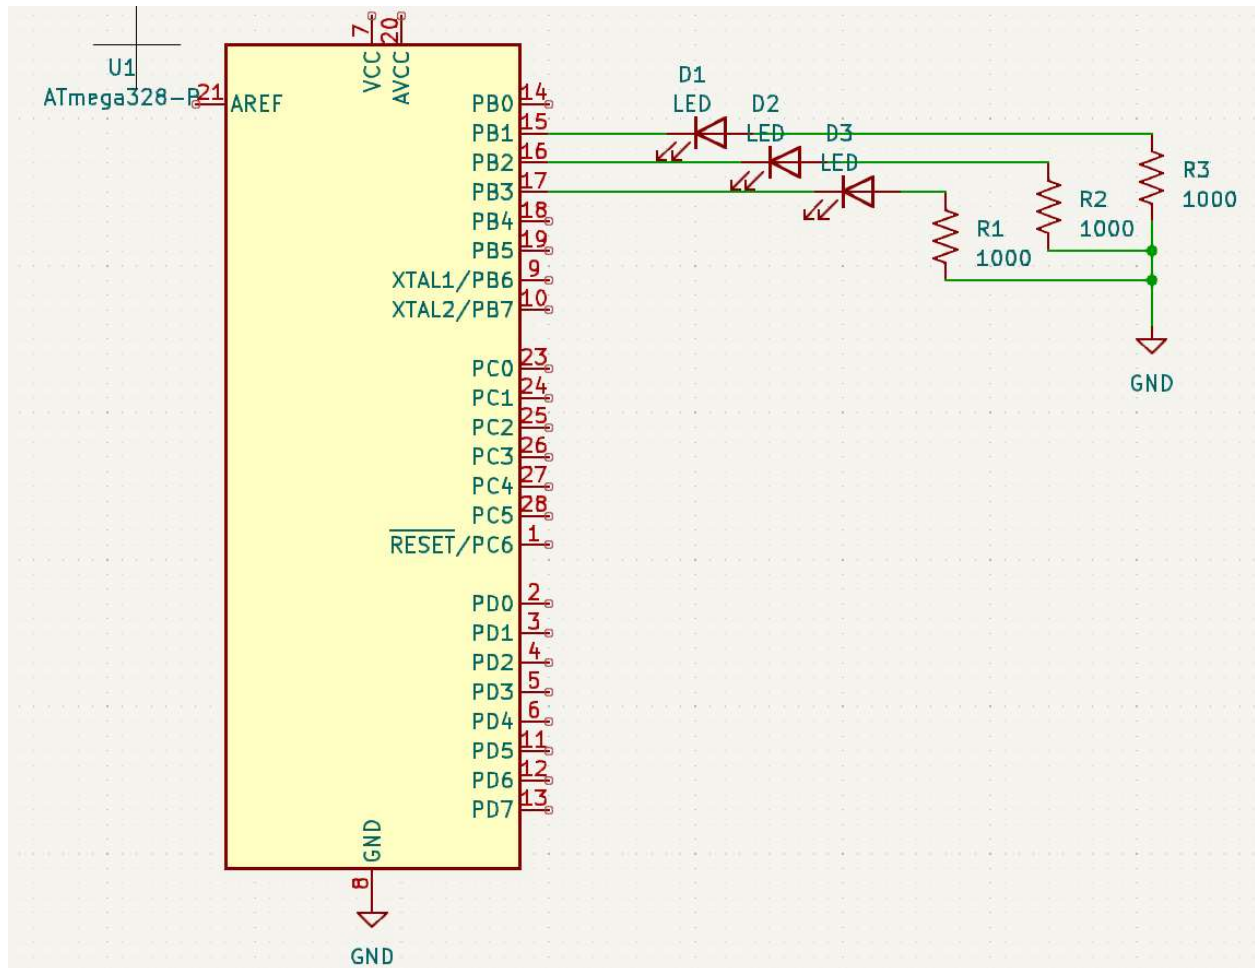 U1
ATmega328-P
21
AREF
7
VCC
20
AVCC
PB0 14
PB1 15
PB2 16
PB3 17
PB4 18
PB5 19
XTAL1/PB6 9
XTAL2/PB7 10
PC0 23
PC1 24
PC2 25
PC3 26
PC4 27
PC5 28
RESET/PC6 1
PD0 2
PD1 3
PD2 4
PD3 5
PD4 6
PD5 11
PD6 12
PD7 13
GND
8
GND
D1
LED
D2
LED
D3
LED
R1
1000
R2
1000
R3
1000
GND